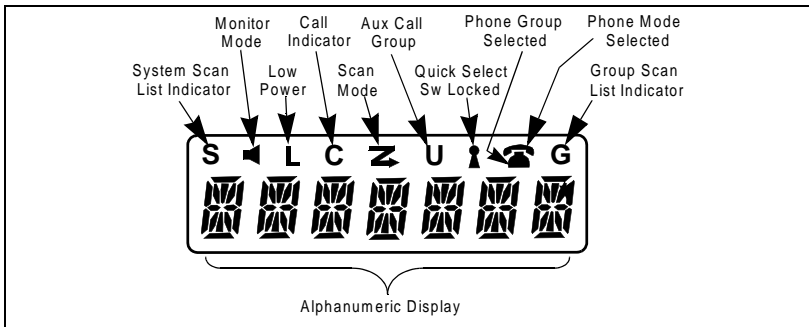 Monitor Mode
Call Indicator
Aux Call Group
Phone Group Selected
Phone Mode Selected
System Scan List Indicator
Low Power
Scan Mode
Quick Select Sw Locked
Group Scan List Indicator
S L C U G
Alphanumeric Display